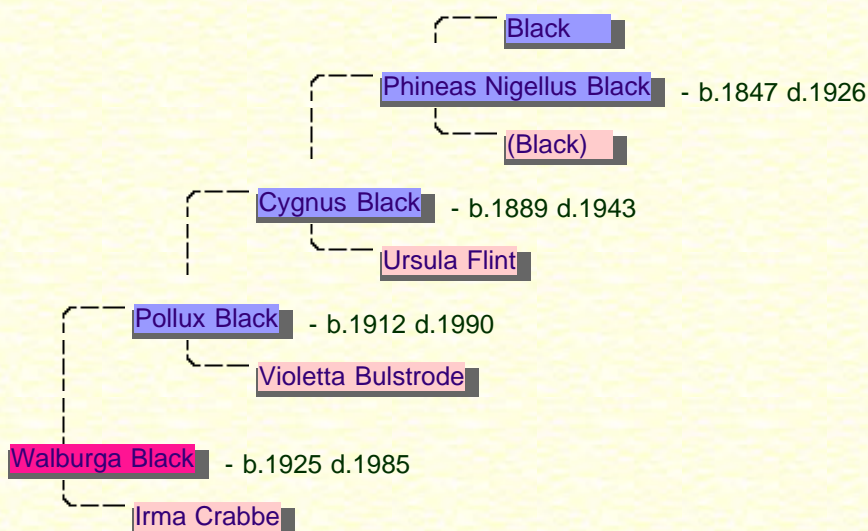 Black
Phineas Nigellus Black - b.1847 d.1926
(Black)
Cygnus Black - b.1889 d.1943
Ursula Flint
Pollux Black - b.1912 d.1990
Violetta Bulstrode
Walburga Black - b.1925 d.1985
Irma Crabbe